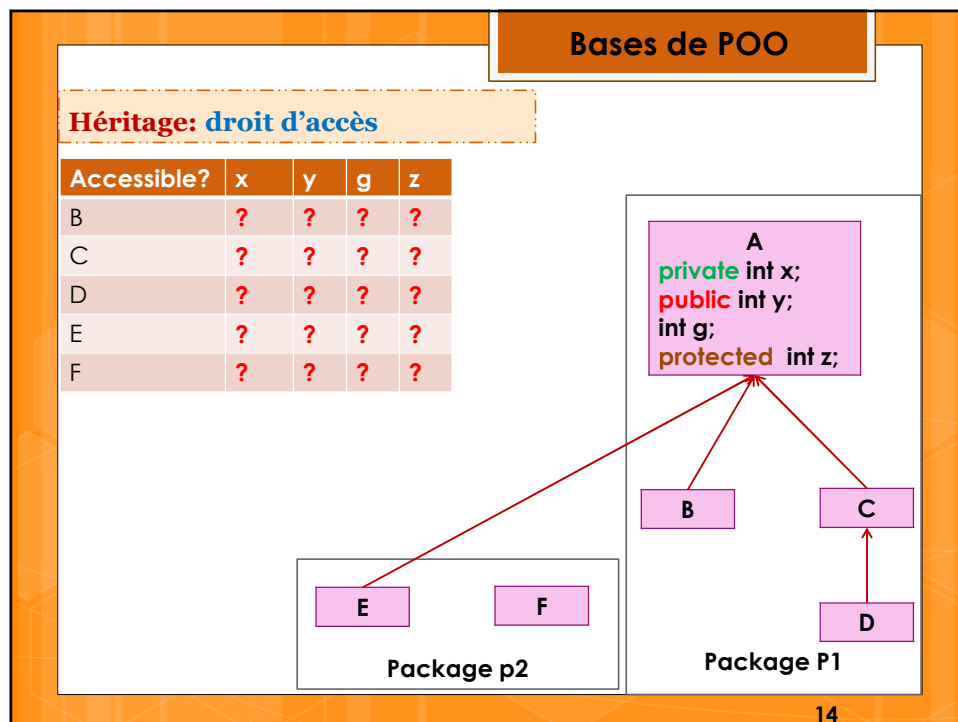 Bases de POO
Héritage: droit d'accès
Accessible? x y g z
B ? ? ? ?
C ? ? ? ?
D ? ? ? ?
E ? ? ? ?
F ? ? ? ?
A
private int x;
public int y;
int g;
protected int z;
B
C
E
F
D
Package p2
Package P1
14